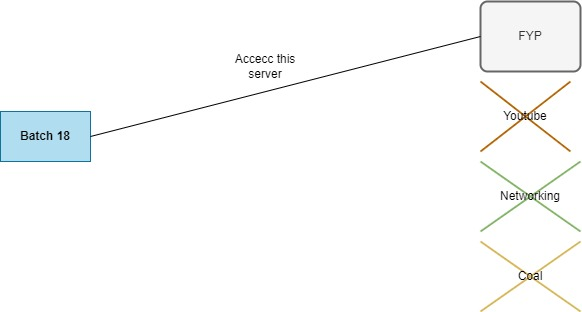 FYP
Accecc this
server
Youtube
Batch 18
Networking
Coal